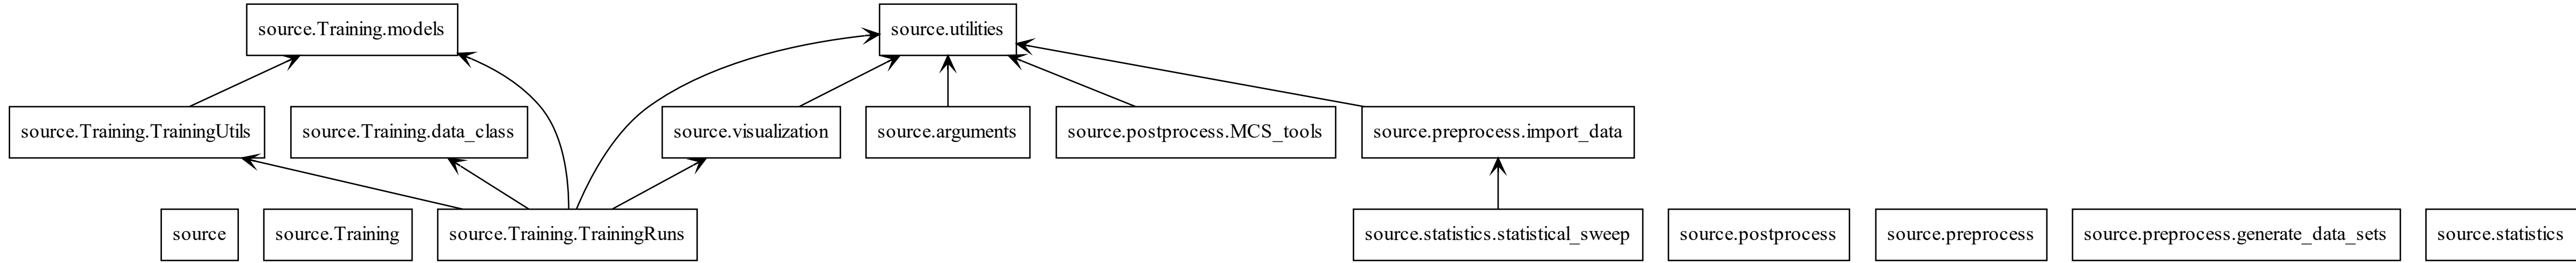 source.Training.models
source.utilities
source.Training.TrainingUtils
source.Training.data_class
source.visualization
source.arguments
source.postprocess.MCS_tools
source.preprocess.import_data
source
source.Training
source.Training.TrainingRuns
source.statistics.statistical_sweep
source.postprocess
source.preprocess
source.preprocess.generate_data_sets
source.statistics